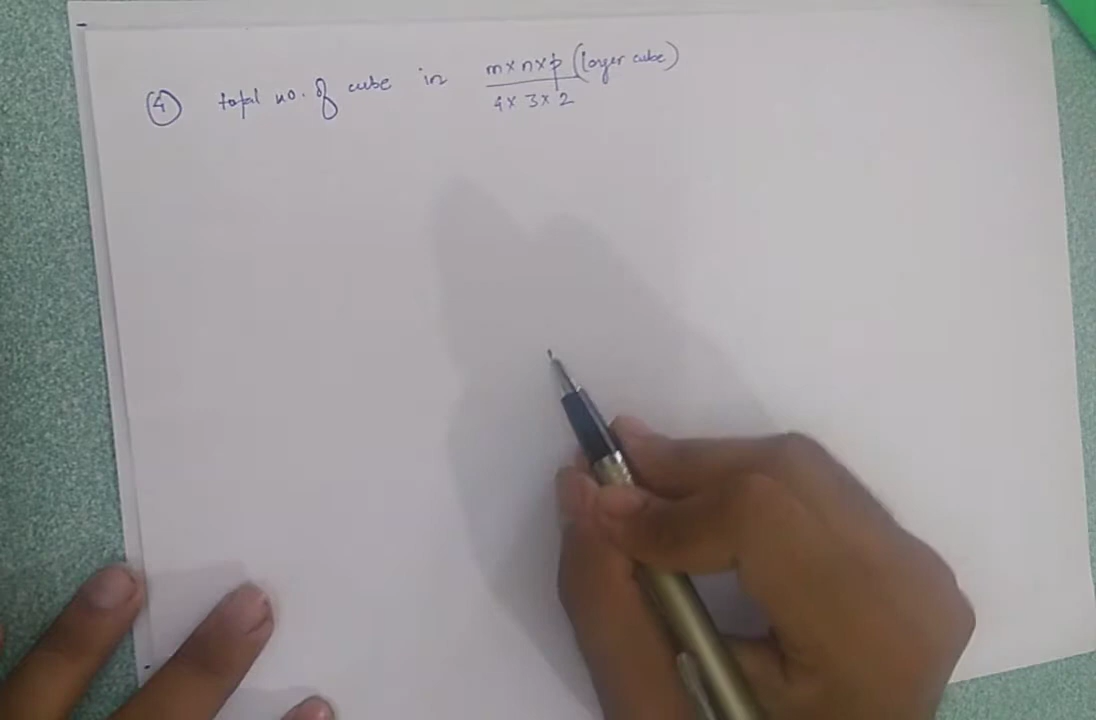 (4) total no. of cube in m×n×p (layer cube)
4×3×2